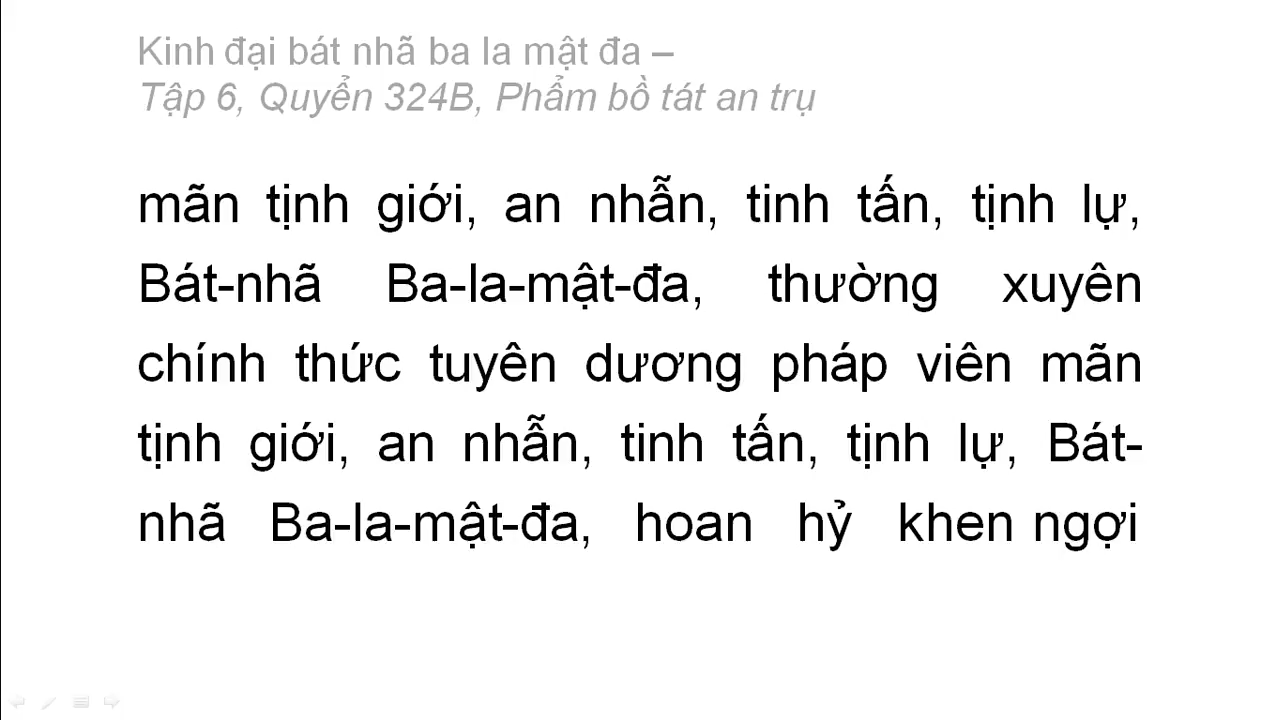 Kinh đại bát nhã ba la mật đa –
Tập 6, Quyển 324B, Phẩm bồ tát an trụ
mãn tịnh giới, an nhẫn, tinh tấn, tịnh lự,
Bát-nhã Ba-la-mật-đa, thường xuyên
chính thức tuyên dương pháp viên mãn
tịnh giới, an nhẫn, tinh tấn, tịnh lự, Bát-
nhã Ba-la-mật-đa, hoan hỷ khen ngợi